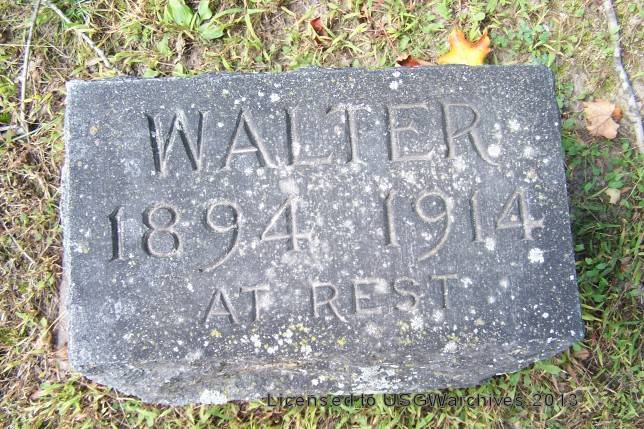 WALTER
1894 1914
AT REST
Licensed to USGWarchives 2013